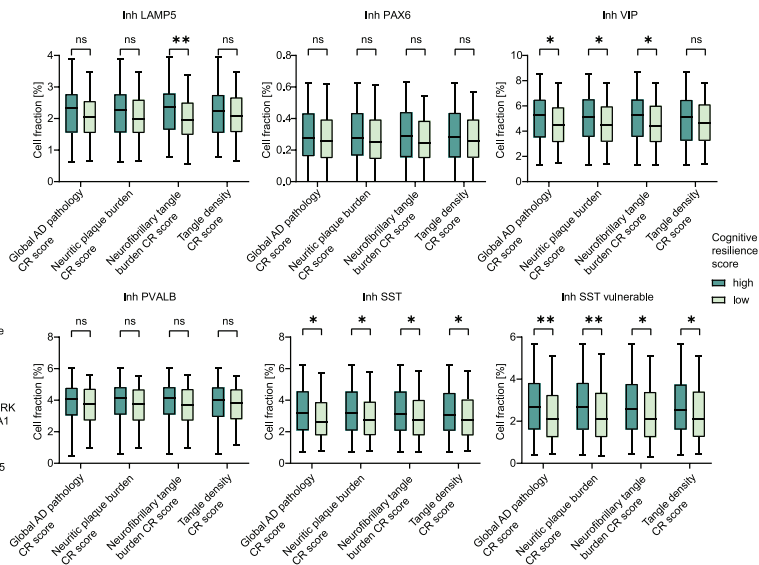 Inh LAMP5
Inh PAX6
Inh VIP
ns
ns
**
ns
ns
ns
ns
ns
*
*
*
ns
Cell fraction [%]
4
3
2
1
0
Cell fraction [%]
0.8
0.6
0.4
0.2
0.0
Cell fraction [%]
10
8
6
4
2
0
Global AD pathology
CR score
Neuritic plaque burden
CR score
Neurofibrillary tangle
burden CR score
Tangle density
CR score
Global AD pathology
CR score
Neuritic plaque burden
CR score
Neurofibrillary tangle
burden CR score
Tangle density
CR score
Global AD pathology
CR score
Neuritic plaque burden
CR score
Neurofibrillary tangle
burden CR score
Tangle density
CR score
Cognitive
resilience
score
high
low
Inh PVALB
Inh SST
Inh SST vulnerable
ns
ns
ns
ns
*
*
*
*
**
**
*
*
Cell fraction [%]
8
6
4
2
0
Cell fraction [%]
8
6
4
2
0
Cell fraction [%]
6
4
2
0
Global AD pathology
CR score
Neuritic plaque burden
CR score
Neurofibrillary tangle
burden CR score
Tangle density
CR score
Global AD pathology
CR score
Neuritic plaque burden
CR score
Neurofibrillary tangle
burden CR score
Tangle density
CR score
Global AD pathology
CR score
Neuritic plaque burden
CR score
Neurofibrillary tangle
burden CR score
Tangle density
CR score
e
RK
A1
5